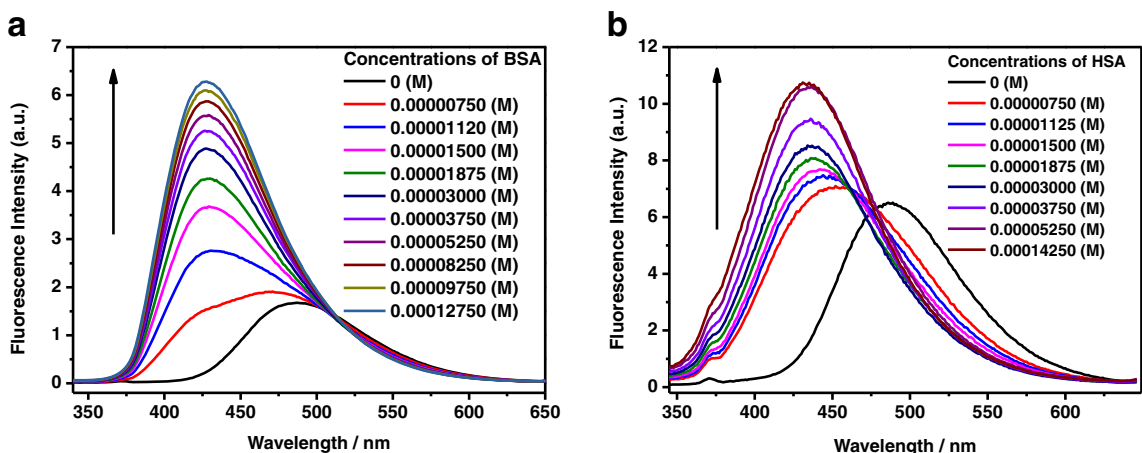 a
Fluorescence Intensity (a.u.)
7
6
5
4
3
2
1
0
350
400
450
500
550
600
650
Wavelength / nm
Concentrations of BSA
0 (M)
0.00000750 (M)
0.00001120 (M)
0.00001500 (M)
0.00001875 (M)
0.00003000 (M)
0.00003750 (M)
0.00005250 (M)
0.00008250 (M)
0.00009750 (M)
0.00012750 (M)
b
Fluorescence Intensity (a.u.)
12
10
8
6
4
2
0
350
400
450
500
550
600
Wavelength / nm
Concentrations of HSA
0 (M)
0.00000750 (M)
0.00001125 (M)
0.00001500 (M)
0.00001875 (M)
0.00003000 (M)
0.00003750 (M)
0.00005250 (M)
0.00014250 (M)